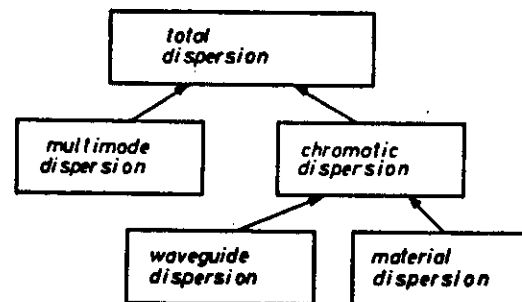 total
dispersion
multimode
dispersion
chromatic
dispersion
waveguide
dispersion
material
dispersion